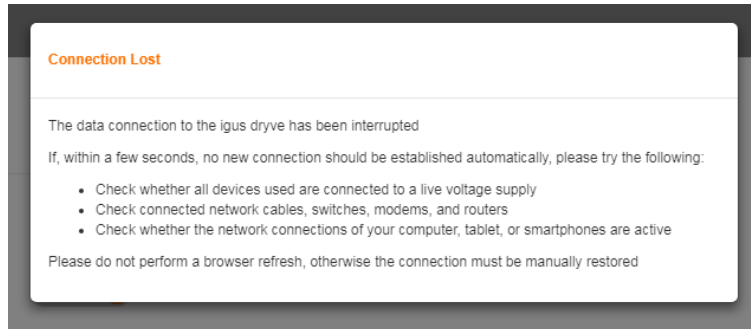 Connection Lost
The data connection to the igus dryve has been interrupted
If, within a few seconds, no new connection should be established automatically, please try the following:
• Check whether all devices used are connected to a live voltage supply
• Check connected network cables, switches, modems, and routers
• Check whether the network connections of your computer, tablet, or smartphones are active
Please do not perform a browser refresh, otherwise the connection must be manually restored